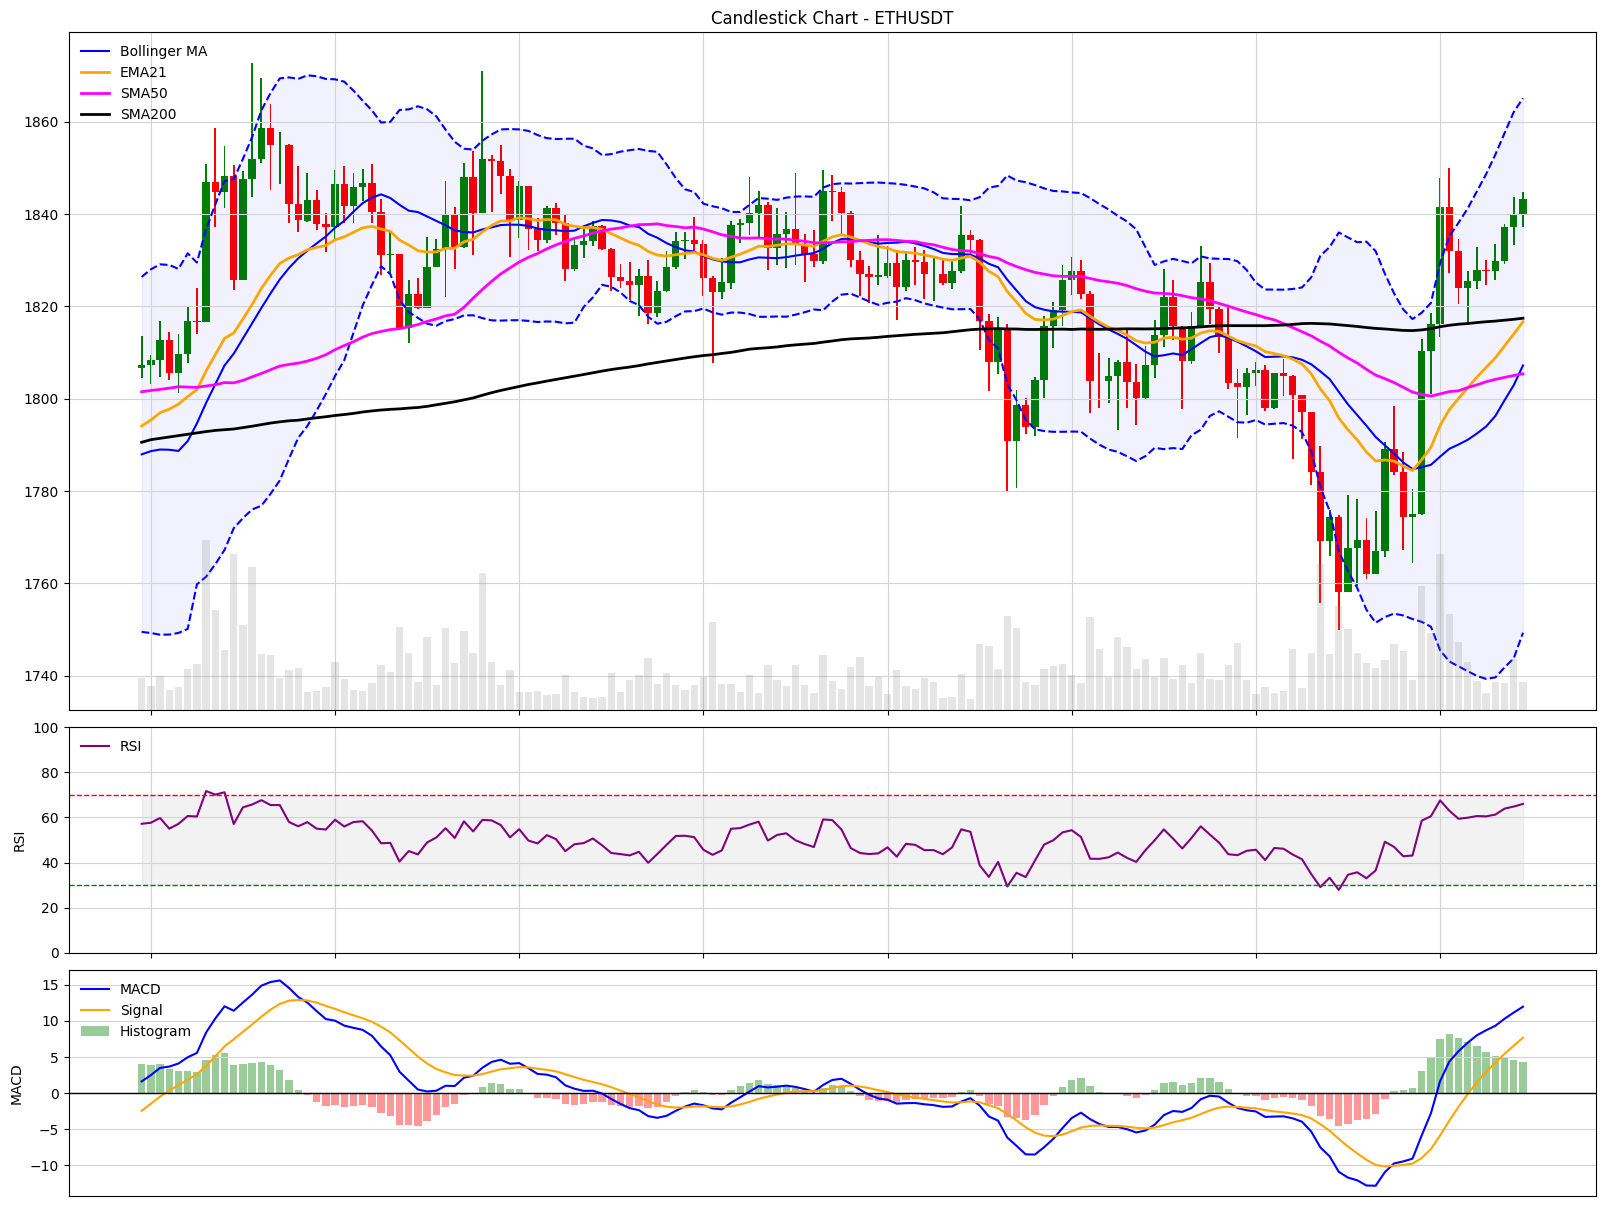 Candlestick Chart - ETHUSDT
Bollinger MA
EMA21
SMA50
SMA200
1860
1840
1820
1800
1780
1760
1740
RSI
100
80
60
40
20
0
RSI
MACD
Signal
Histogram
15
10
5
0
−5
−10
MACD